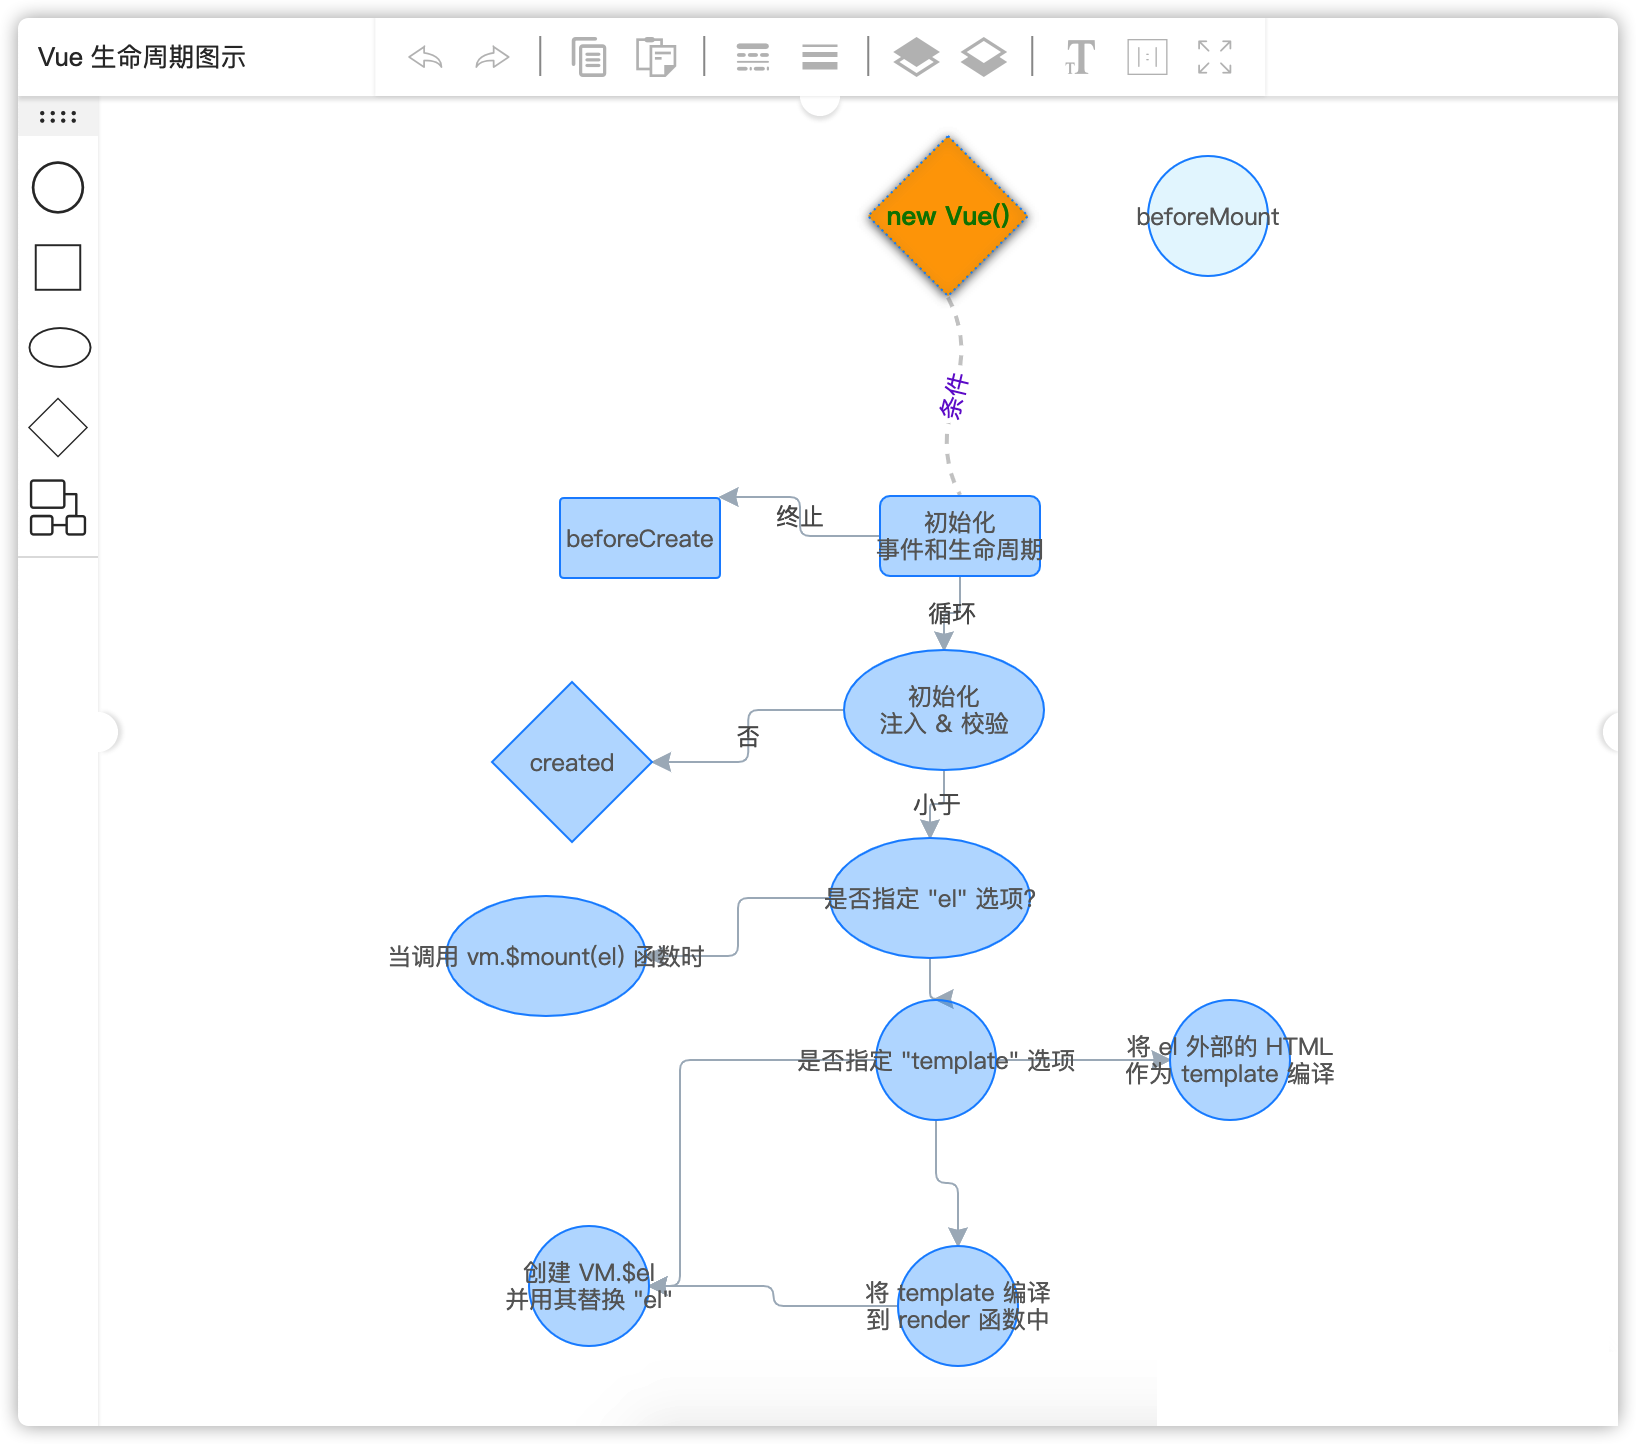 Vue 生命周期图示
new Vue()
beforeMount
条件
beforeCreate
终止
初始化
事件和生命周期
循环
初始化
注入 & 校验
created
否
小于
是否指定 "el" 选项?
当调用 vm.$mount(el) 函数时
是否指定 "template" 选项
将 el 外部的 HTML
作为 template 编译
创建 VM.$el
并用其替换 "el"
将 template 编译
到 render 函数中